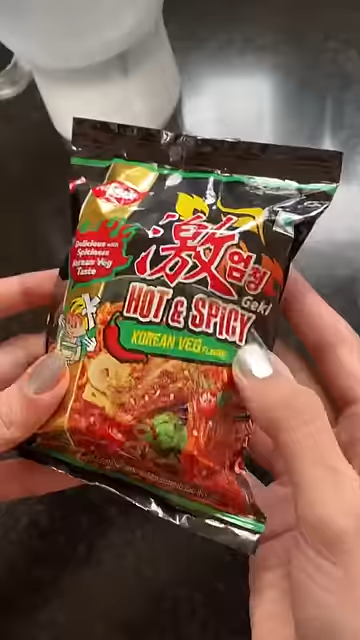 Delicious with
Spiciness
Korean Veg
Taste
激
엄청
Geki
HOT & SPICY
KOREAN VEG FLAVOUR